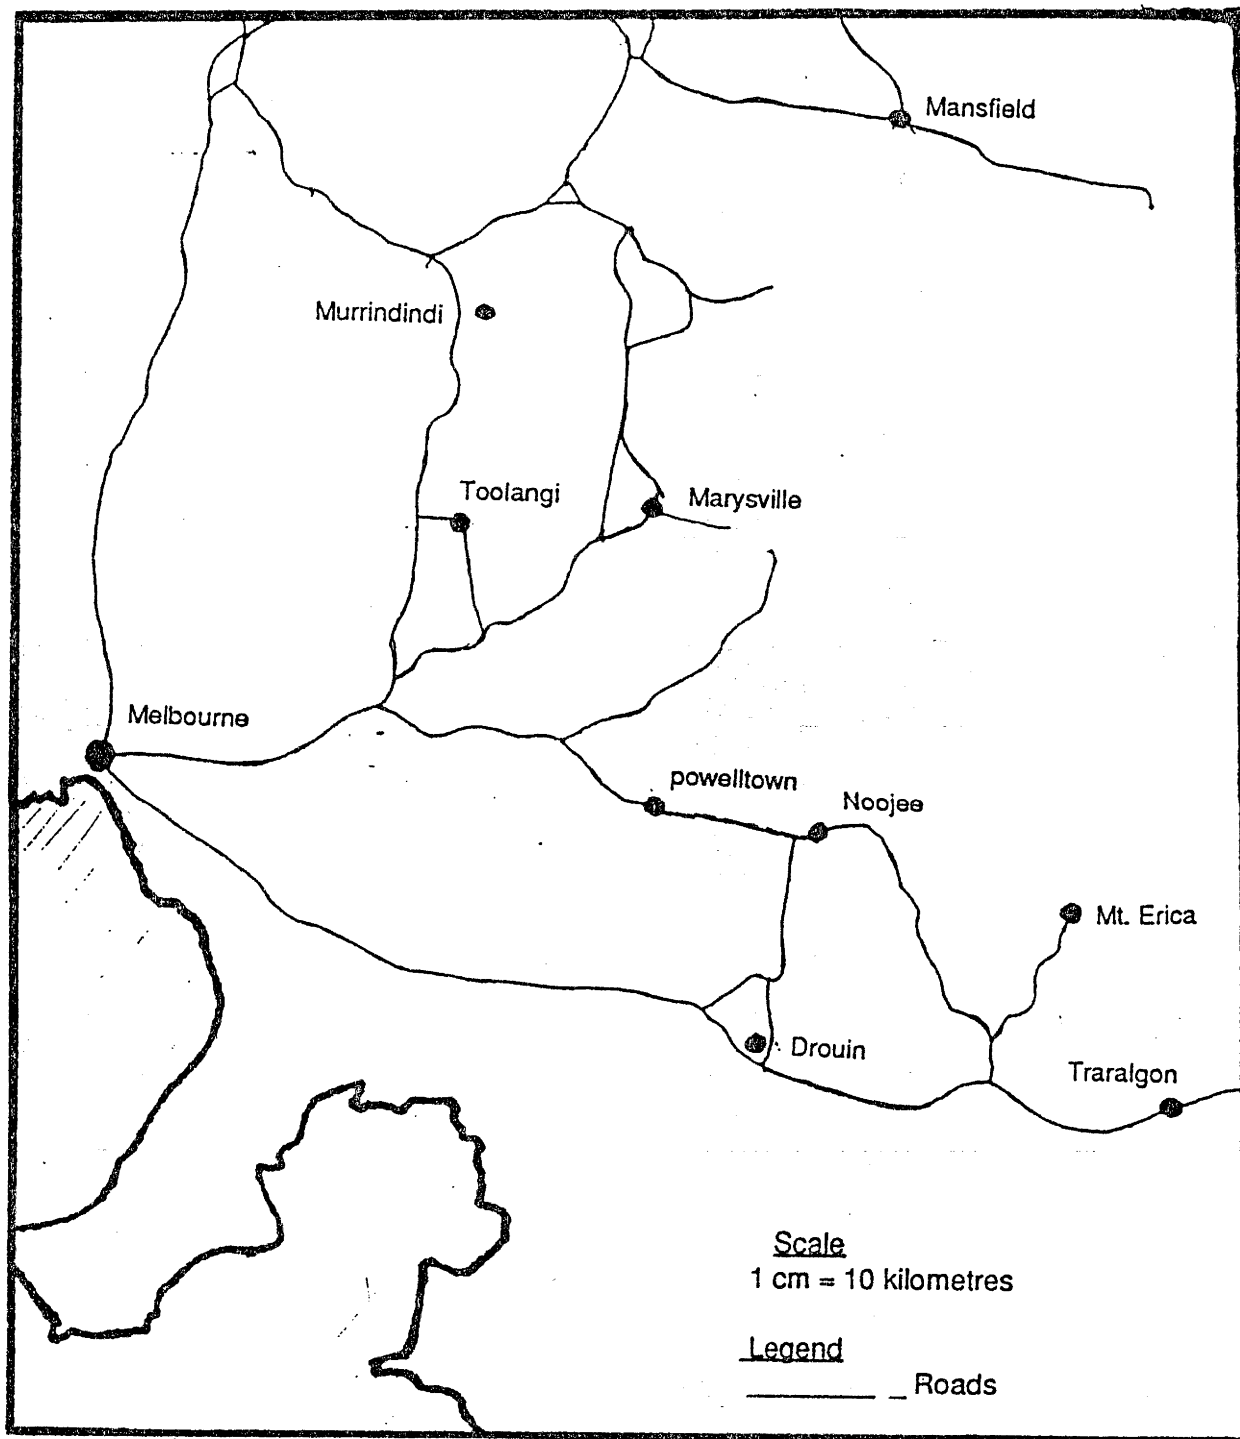 Mansfield
Murrindindi
Toolangi
Marysville
Melbourne
powelltown
Noojee
Mt. Erica
Drouin
Traralgon
Scale
1 cm = 10 kilometres
Legend
Roads